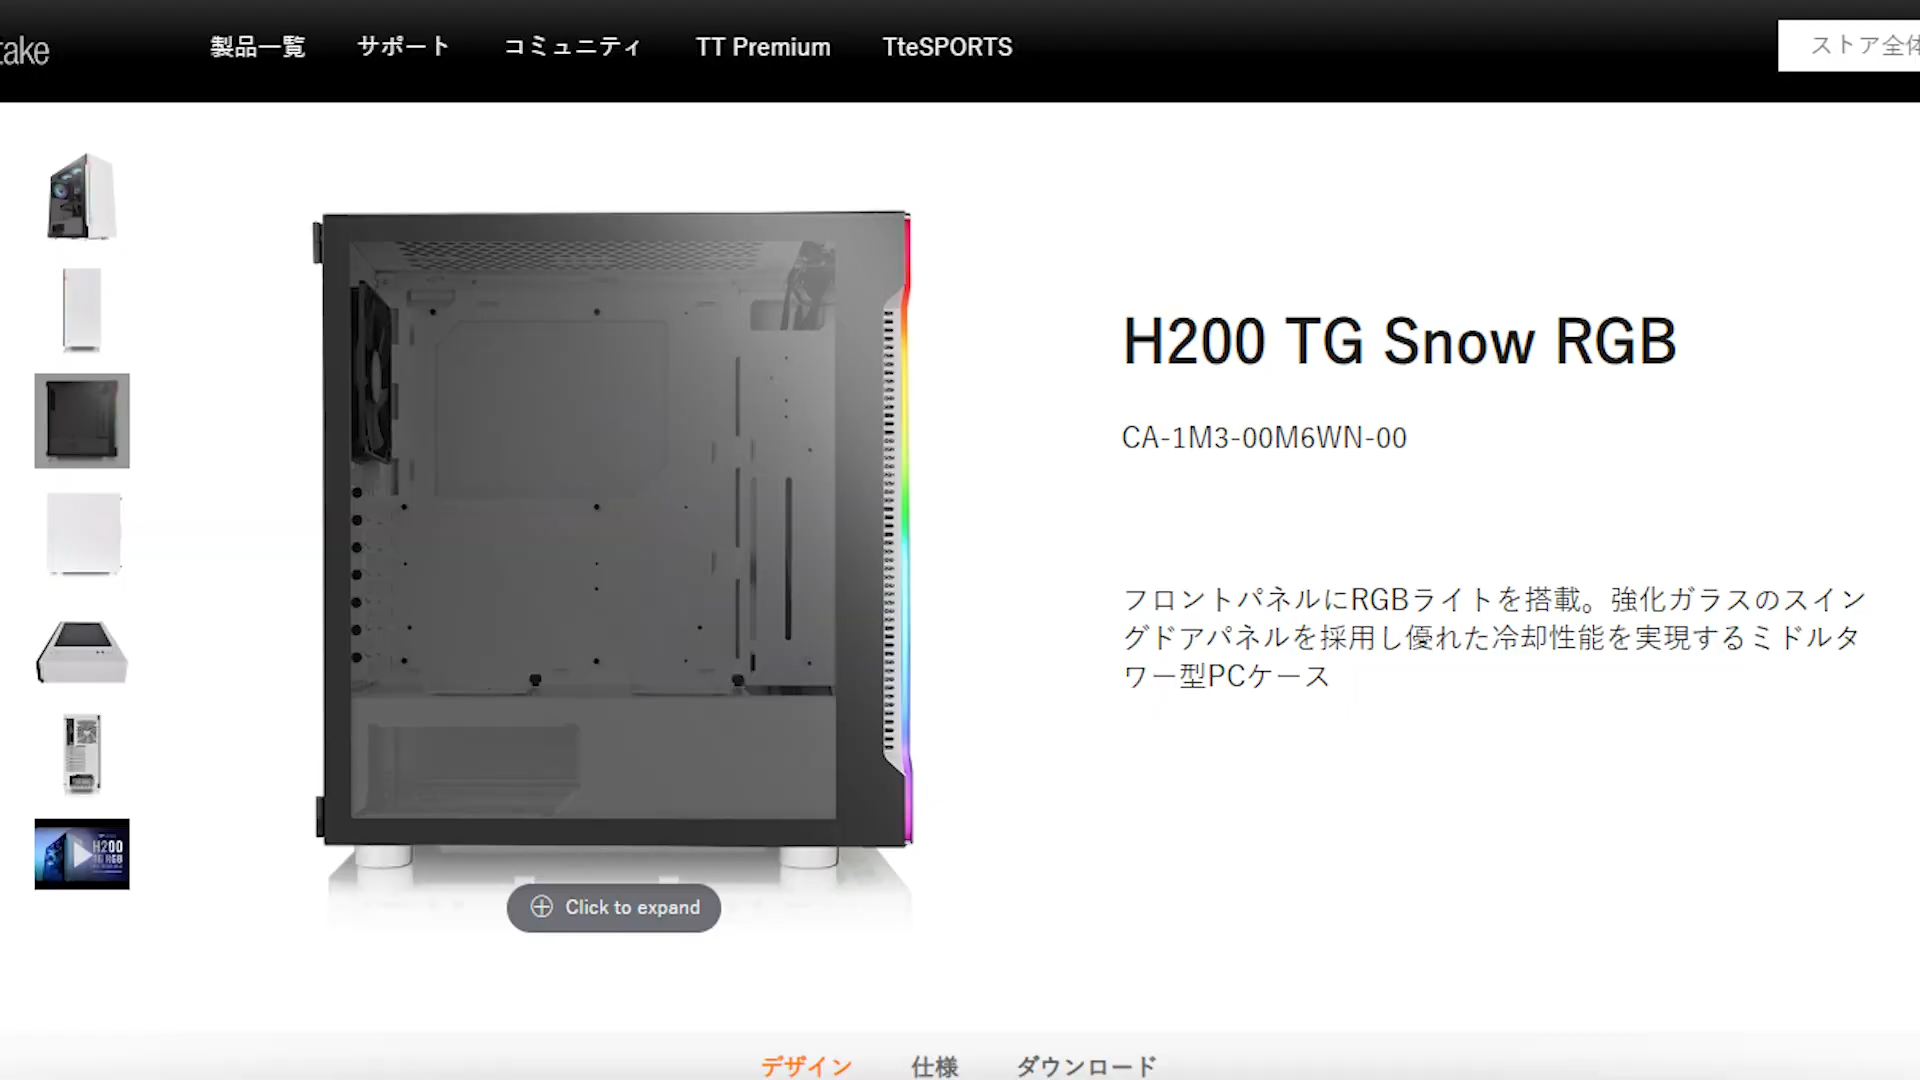 take
製品一覧 サポート コミュニティ TT Premium TteSPORTS
ストア全体
H200 TG Snow RGB
CA-1M3-00M6WN-00
フロントパネルにRGBライトを搭載。強化ガラスのスイン
グドアパネルを採用し優れた冷却性能を実現するミドルタ
ワー型PCケース
H200
TG RGB
Click to expand
デザイン 仕様 ダウンロード